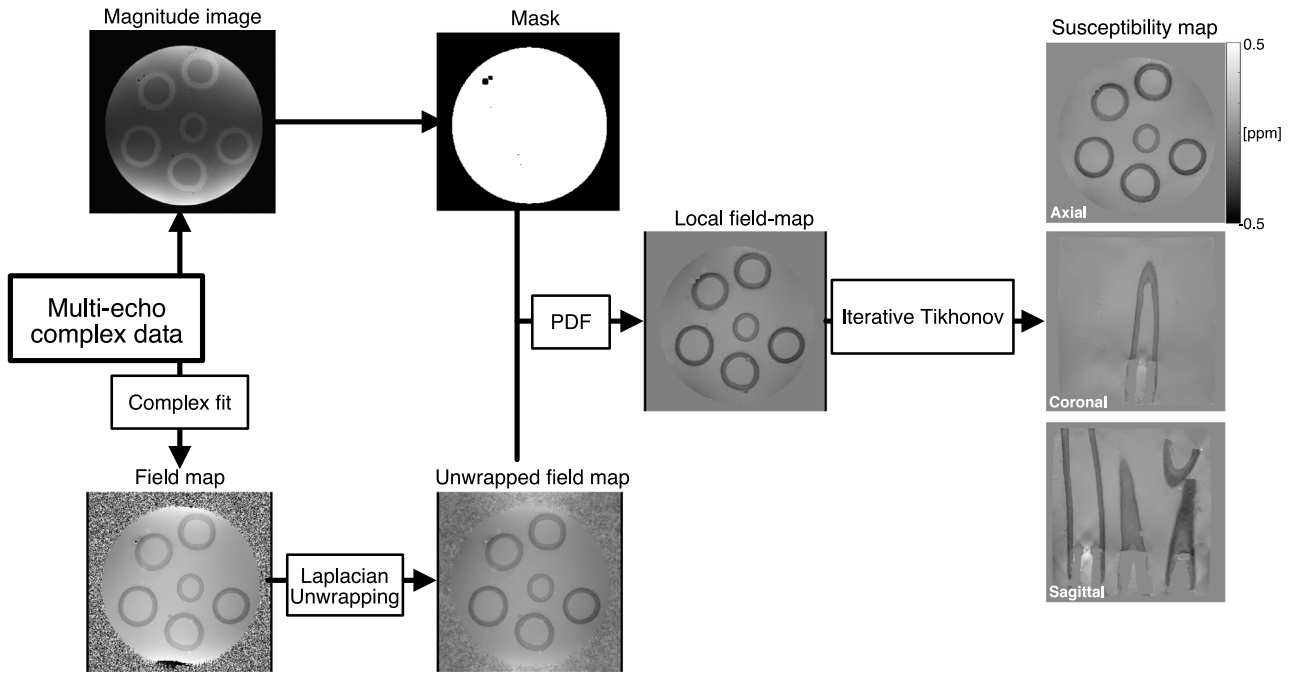 Magnitude image
Mask
Susceptibility map
0.5
[ppm]
-0.5
Axial
Local field-map
Multi-echo
complex data
PDF
Iterative Tikhonov
Complex fit
Coronal
Field map
Unwrapped field map
Laplacian
Unwrapping
Sagittal